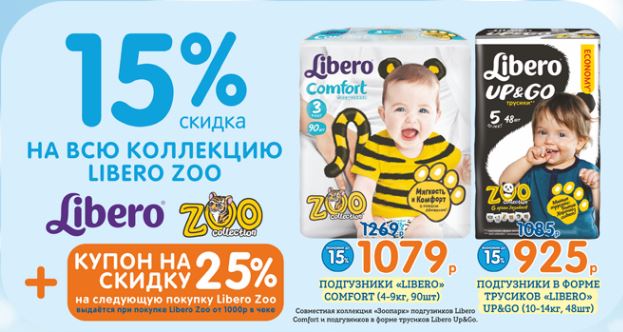 15%
скидка
НА ВСЮ КОЛЛЕКЦИЮ
LIBERO ZOO
Libero
ZOO
collection
+
КУПОН НА
СКИДКУ 25%
на следующую покупку Libero Zoo
выдаётся при покупке Libero Zoo от 1000р в чеке
Libero
Comfort
3
90
Мягкость
и Комфорт
ZOO
collection
1269 р
15%
1079 р
ПОДГУЗНИКИ «LIBERO»
COMFORT (4-9кг, 90шт)
Libero
UP&GO
трусики
ECONOMY
5
48
ZOO
collection
1085 р
15%
925 р
ПОДГУЗНИКИ В ФОРМЕ
ТРУСИКОВ «LIBERO»
UP&GO (10-14кг, 48шт)
Совместная коллекция «Зоопарк» подгузников Libero
Comfort и подгузников в форме трусиков Libero Up&Go.